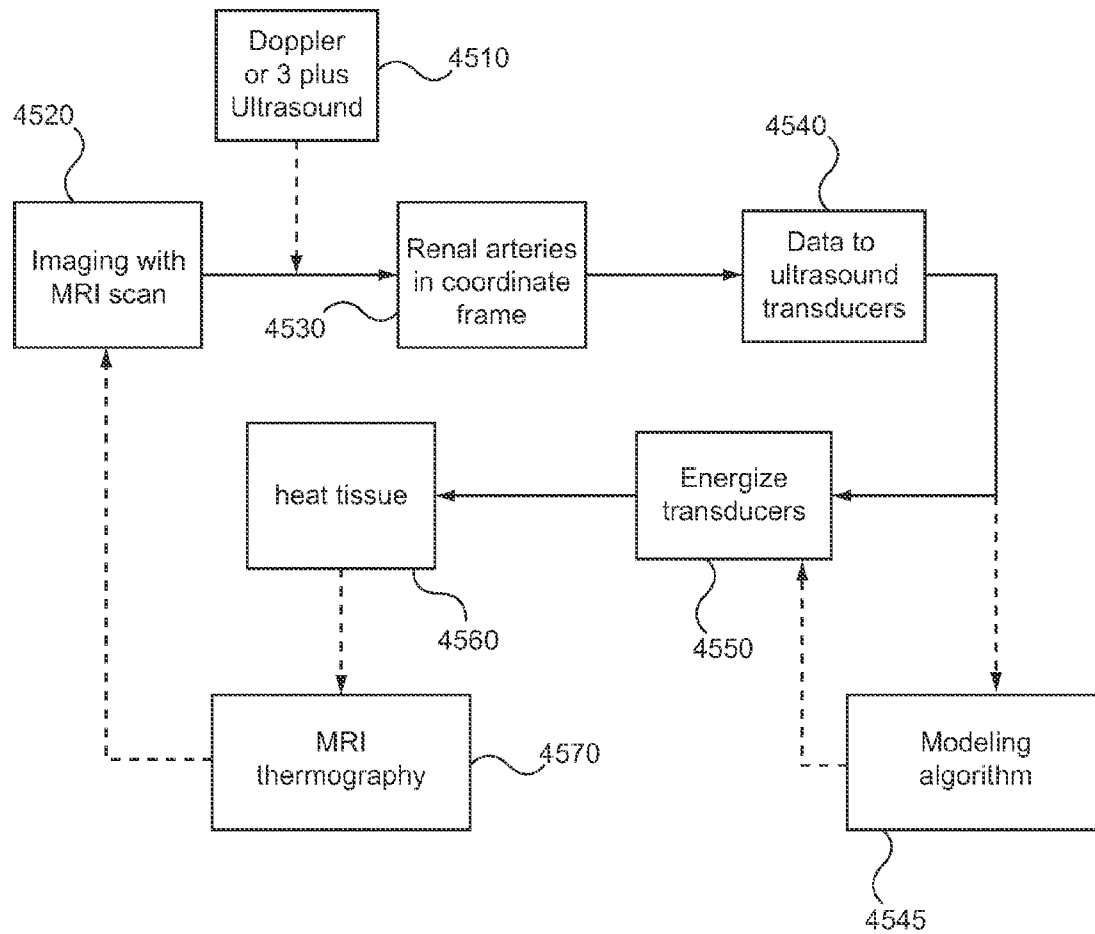 Doppler
or 3 plus
Ultrasound
4510
4520
4540
Imaging with
MRI scan
Renal arteries
in coordinate
frame
4530
Data to
ultrasound
transducers
heat tissue
Energize
transducers
4560
4550
MRI
thermography
4570
Modeling
algorithm
4545